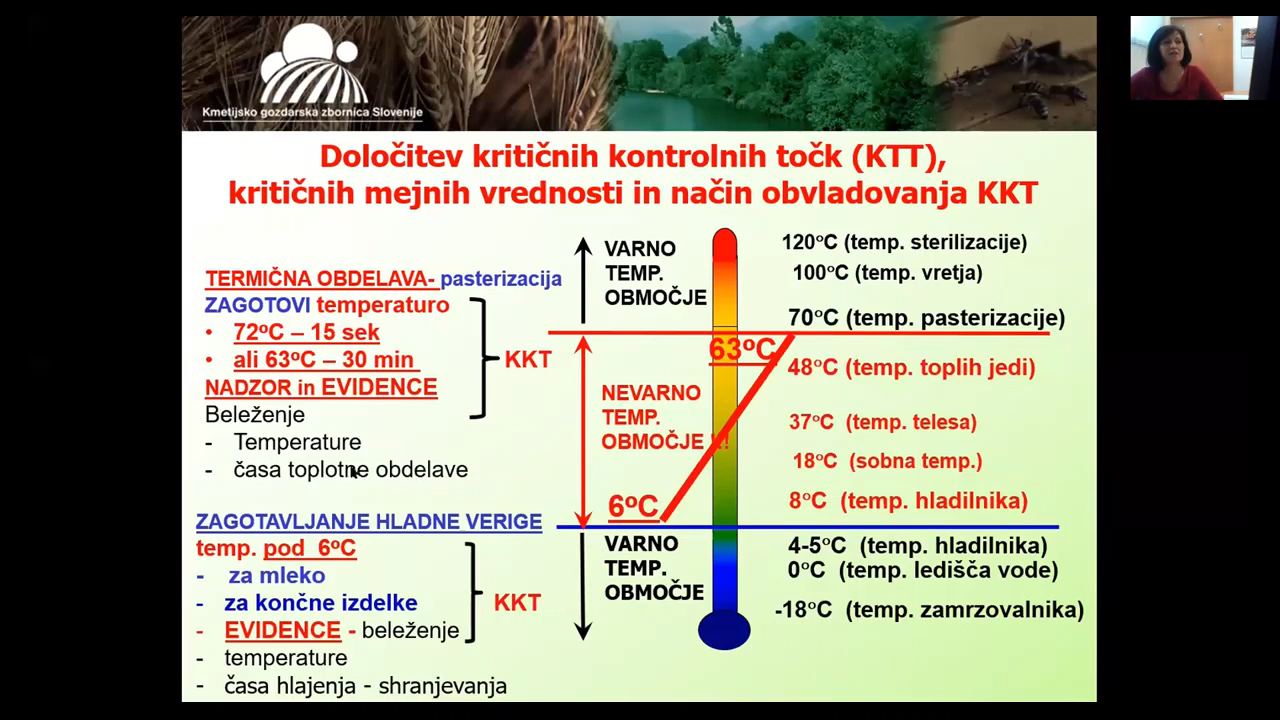 Kmetijsko gozdarska zbornica Slovenije
Določitev kritičnih kontrolnih točk (KTT),
kritičnih mejnih vrednosti in način obvladovanja KKT
TERMIČNA OBDELAVA- pasterizacija
ZAGOTOVI temperaturo
• 72ºC – 15 sek
• ali 63ºC – 30 min
NADZOR in EVIDENCE
Beleženje
- Temperature
- časa toplotne obdelave
KKT
ZAGOTAVLJANJE HLADNE VERIGE
temp. pod 6ºC
- za mleko
- za končne izdelke
- EVIDENCE - beleženje
- temperature
- časa hlajenja - shranjevanja
KKT
VARNO
TEMP.
OBMOČJE
63ºC
NEVARNO
TEMP.
OBMOČJE !!!
6ºC
VARNO
TEMP.
OBMOČJE
120ºC (temp. sterilizacije)
100ºC (temp. vretja)
70ºC (temp. pasterizacije)
48ºC (temp. toplih jedi)
37ºC (temp. telesa)
18ºC (sobna temp.)
8ºC (temp. hladilnika)
4-5ºC (temp. hladilnika)
0ºC (temp. ledišča vode)
-18ºC (temp. zamrzovalnika)